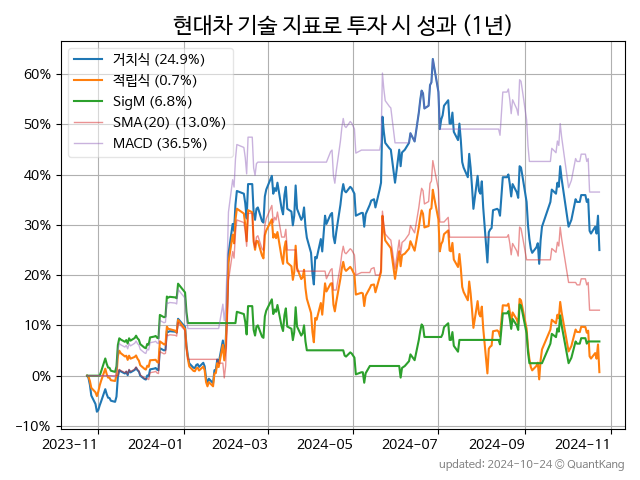 현대차 기술 지표로 투자 시 성과 (1년)
거치식 (24.9%)
적립식 (0.7%)
SigM (6.8%)
SMA(20) (13.0%)
MACD (36.5%)
60%
50%
40%
30%
20%
10%
0%
−10%
2023-11 2024-01 2024-03 2024-05 2024-07 2024-09 2024-11
updated: 2024-10-24 © QuantKang